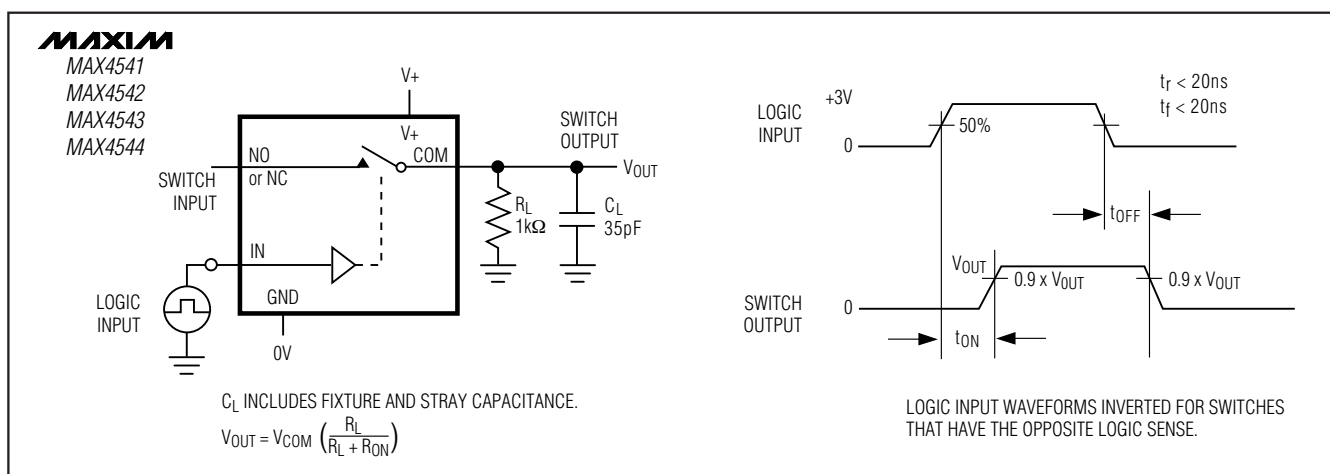 MAXIM
MAX4541
MAX4542
MAX4543
MAX4544
V+
V+
NO
or NC
COM
SWITCH
INPUT
SWITCH
OUTPUT
VOUT
RL
1kΩ
CL
35pF
IN
GND
LOGIC
INPUT
0V
CL INCLUDES FIXTURE AND STRAY CAPACITANCE.
VOUT = VCOM (RL / RL + RON)
tr < 20ns
tf < 20ns
LOGIC
INPUT
+3V
50%
0
tOFF
VOUT
0.9 x VOUT
0.9 x VOUT
SWITCH
OUTPUT
0
tON
LOGIC INPUT WAVEFORMS INVERTED FOR SWITCHES
THAT HAVE THE OPPOSITE LOGIC SENSE.